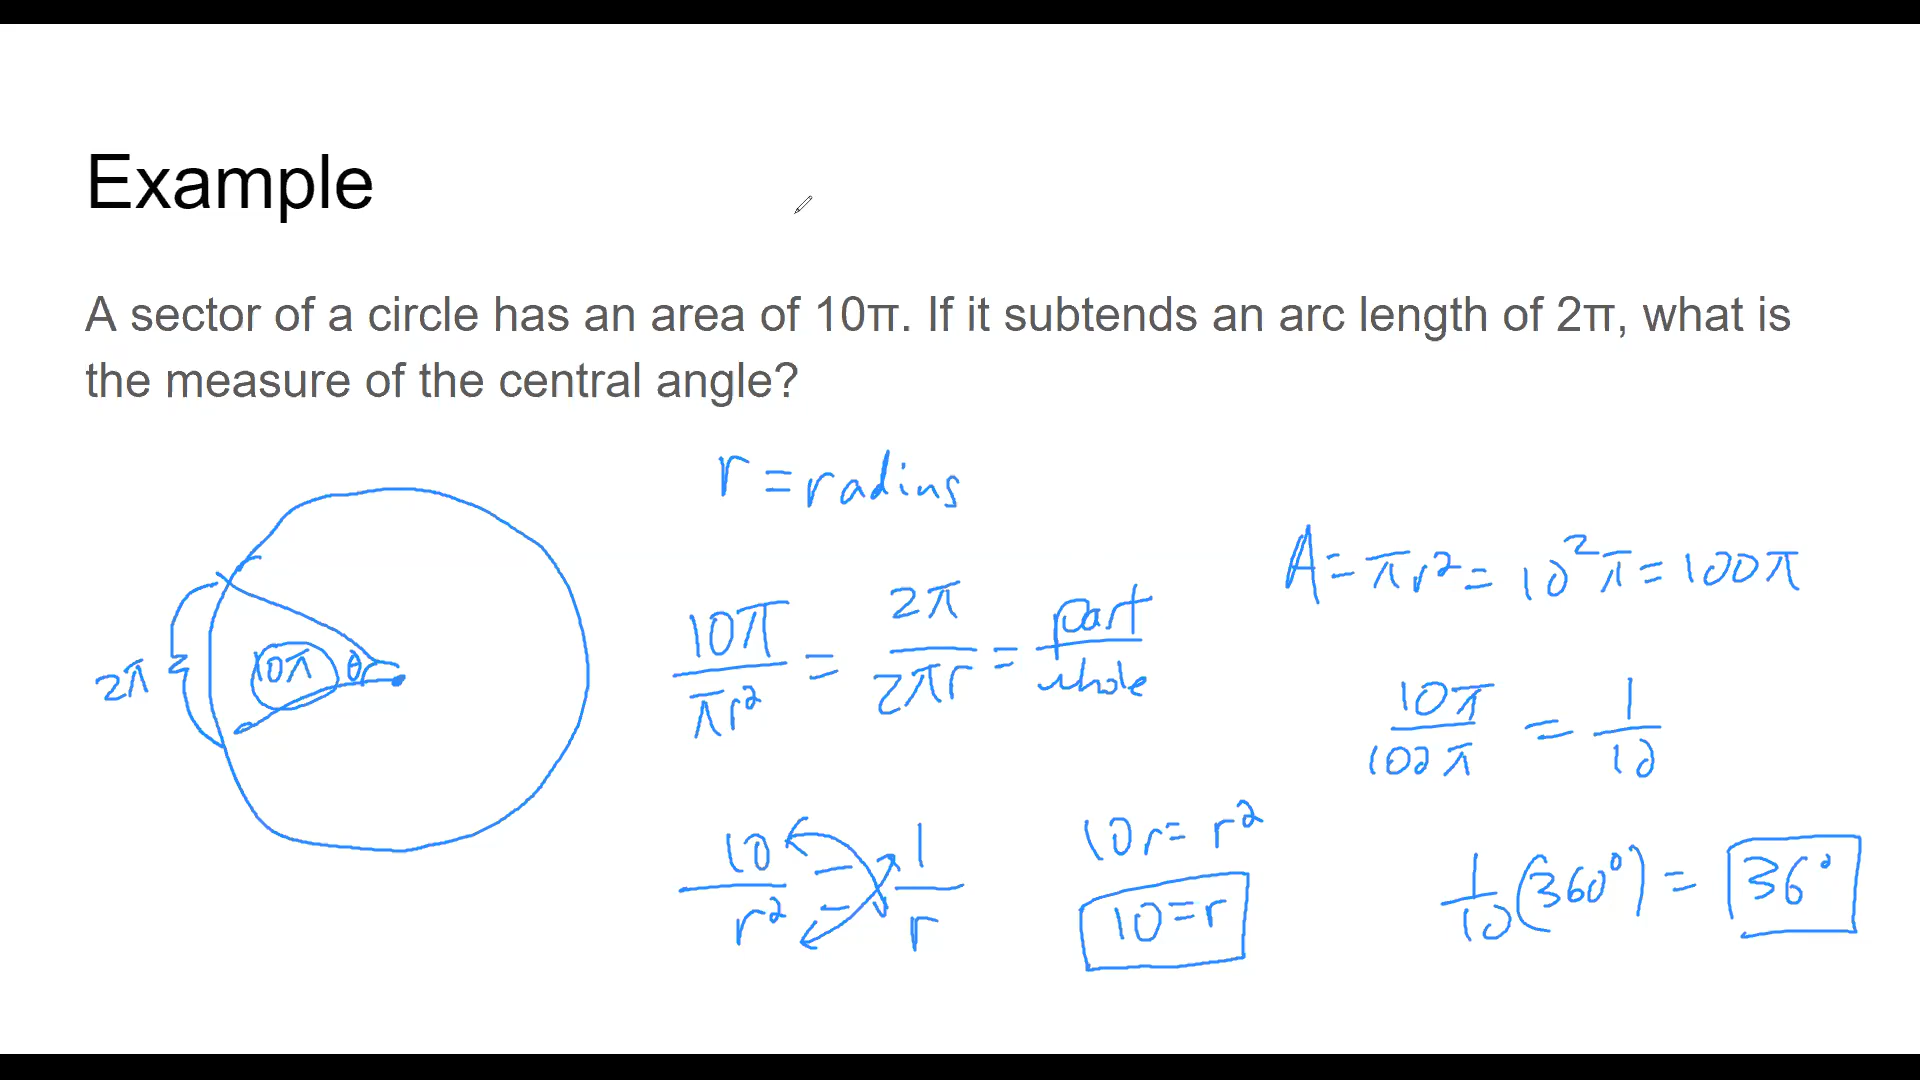 Example
A sector of a circle has an area of 10π. If it subtends an arc length of 2π, what is
the measure of the central angle?
r = radius
2π
10π θ
10π/πr² = 2π/2πr = part/whole
10/r² = 1/r
10r = r²
10 = r
A = πr² = 10²π = 100π
10π/100π = 1/10
1/10 (360°) = 36°